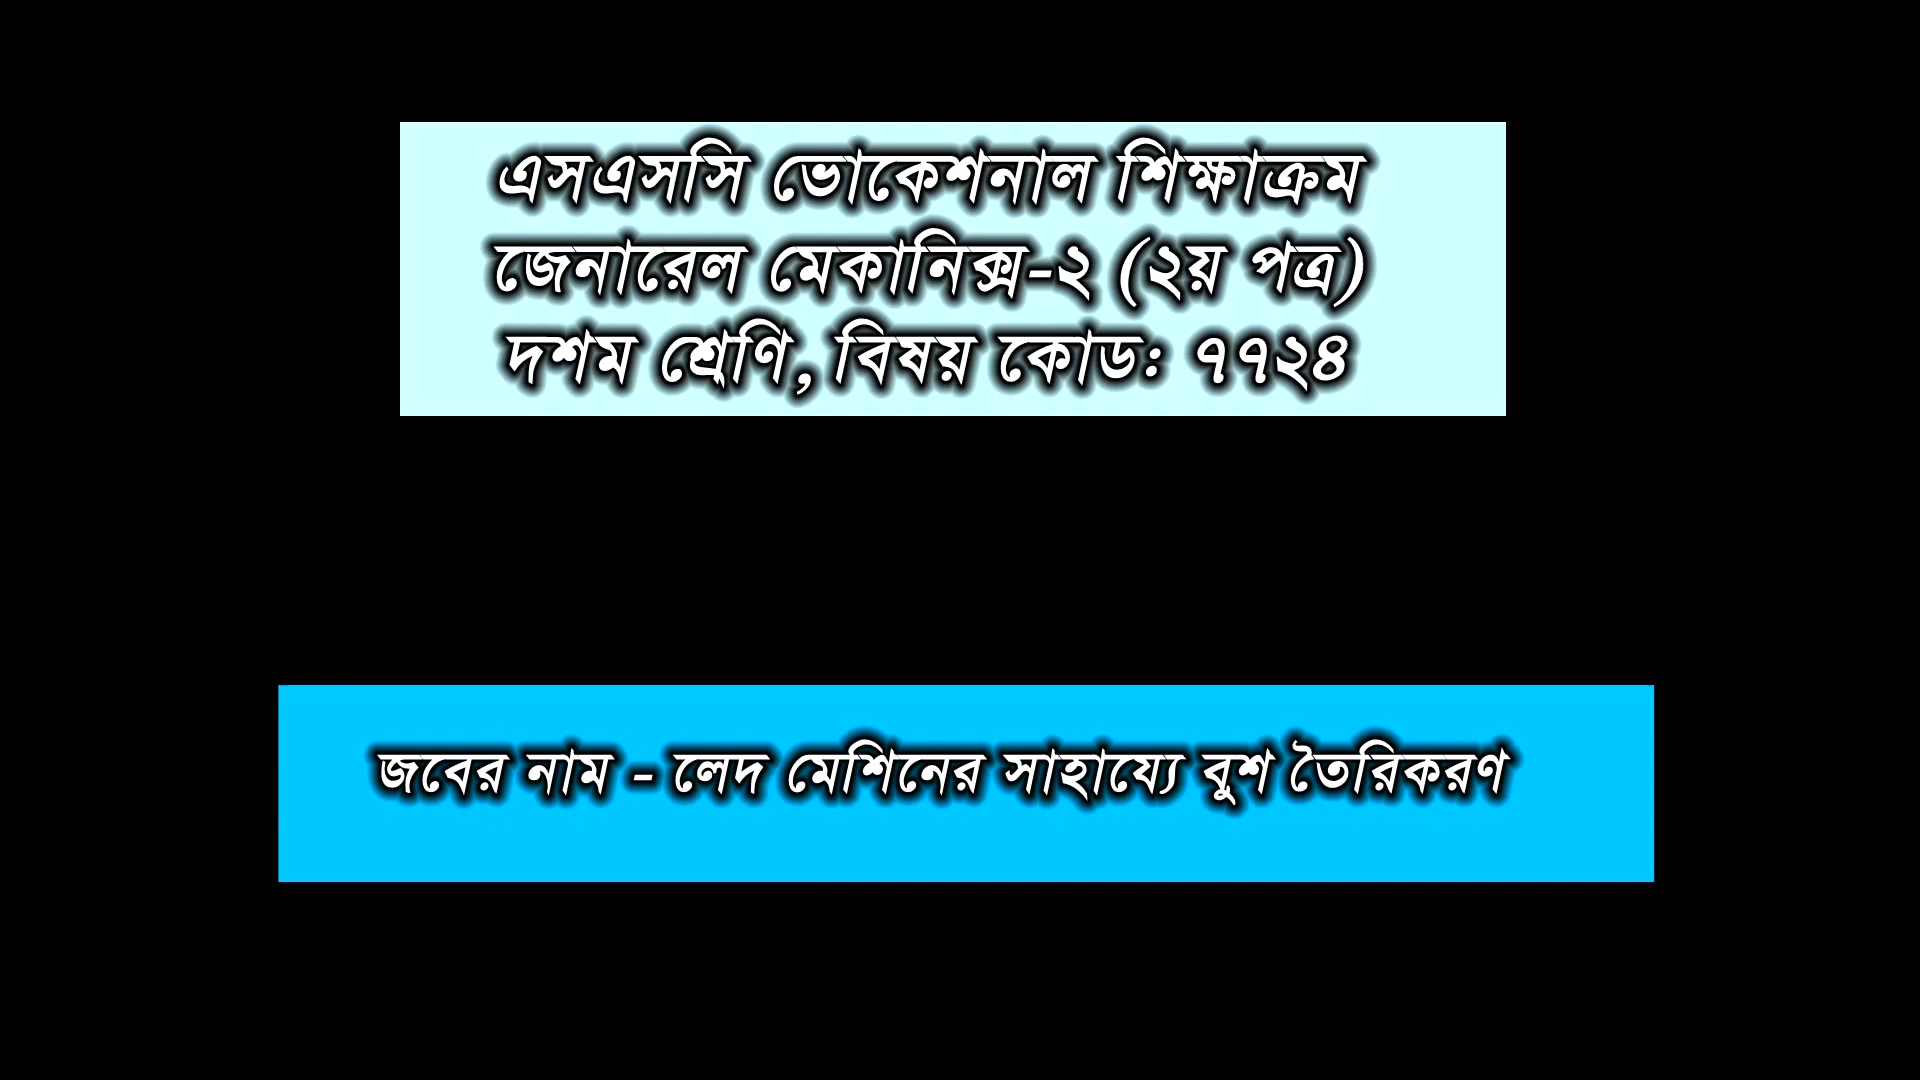 এসএসসি ভোকেশনাল শিক্ষাক্রম
জেনারেল মেকানিক্স-২ (২য় পত্র)
দশম শ্রেণি, বিষয় কোডঃ ৭৭২৪
জবের নাম - লেদ মেশিনের সাহায্যে বুশ তৈরিকরণ